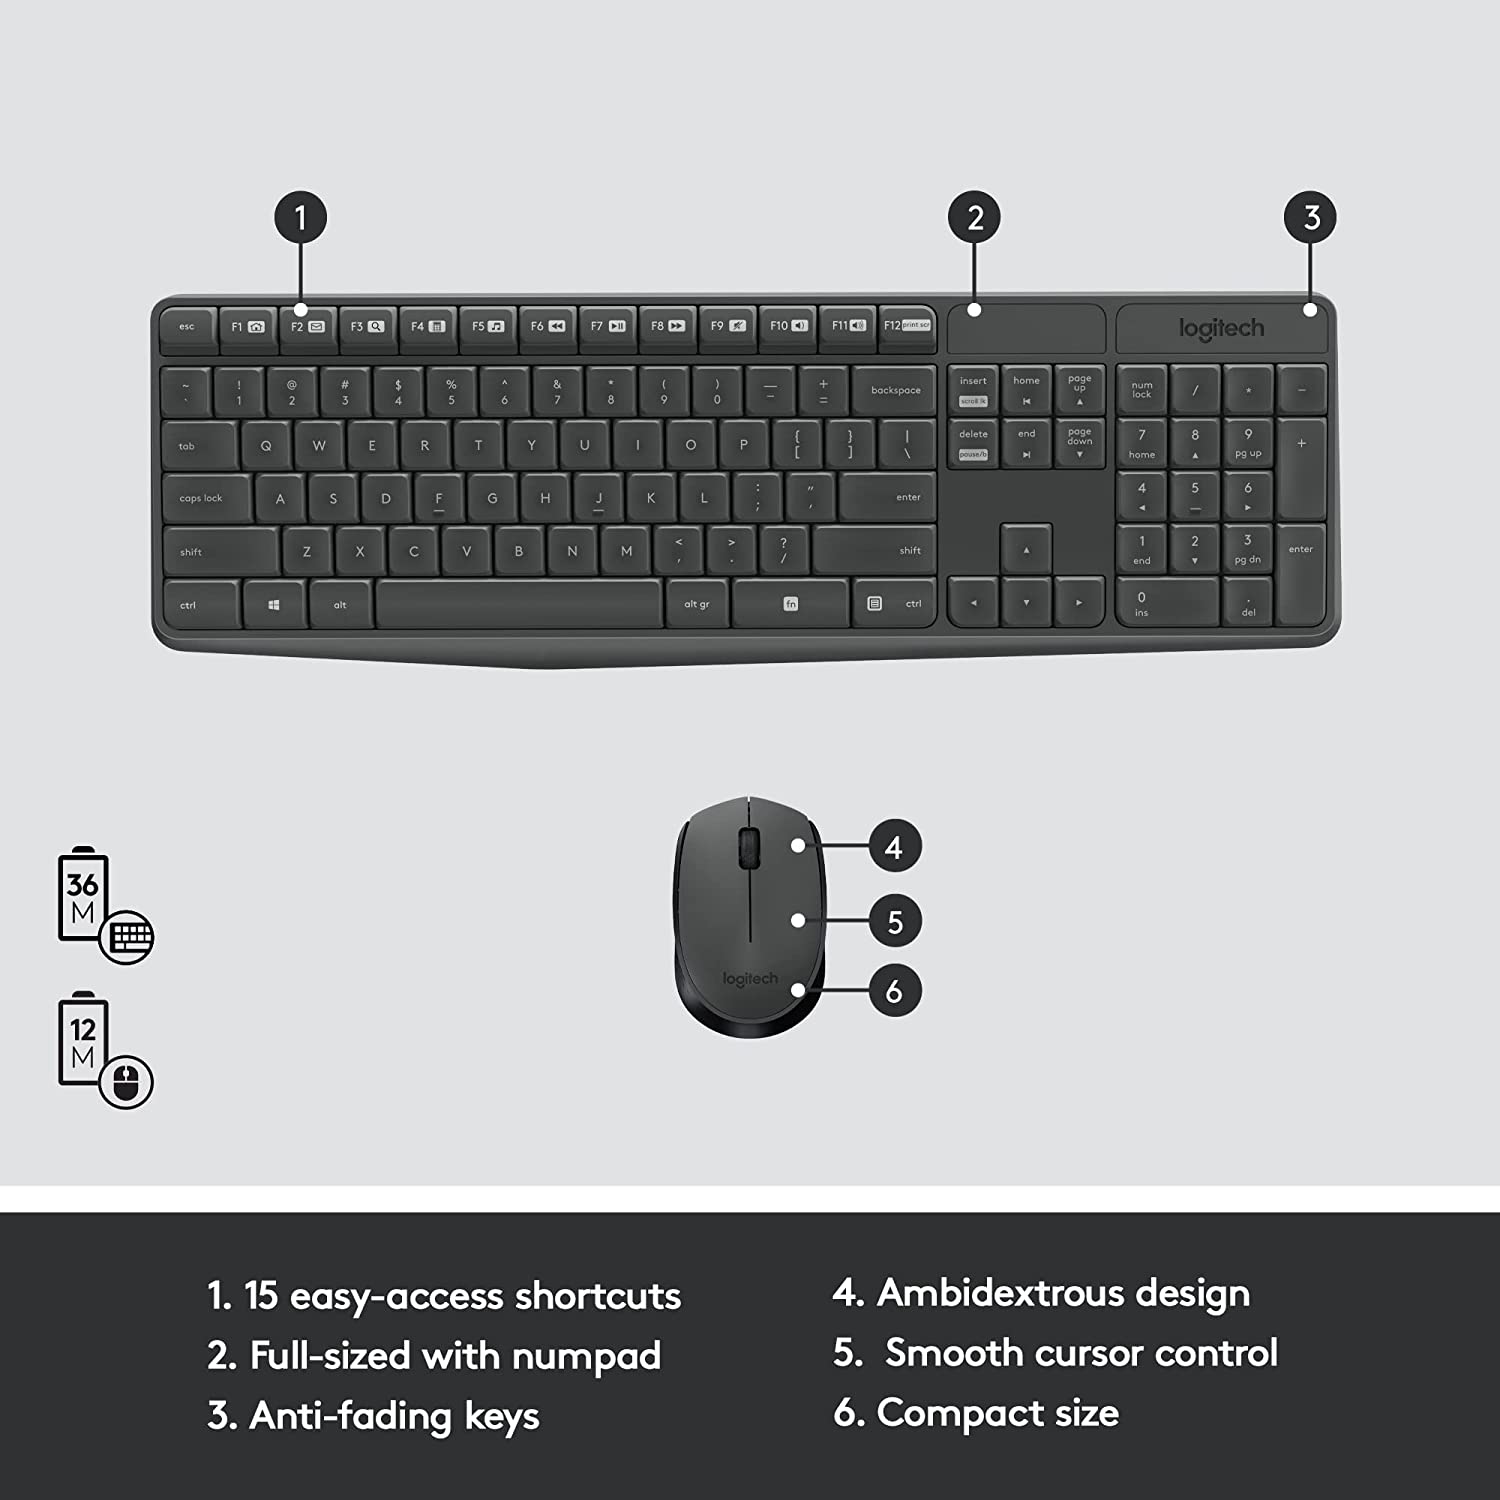 1
2
3
esc F1 F2 F3 F4 F5 F6 F7 F8 F9 F10 F11 F12 print scr
logitech
~ ` ! 1 @ 2 # 3 $ 4 % 5 ^ 6 & 7 * 8 ( 9 ) 0 — – + = backspace
insert scroll lk home page up
num lock / * –
tab Q W E R T Y U I O P { [ } ] | \
delete pause/b end page down
7 home 8 9 pg up +
caps lock A S D F G H J K L : ; " ' enter
4 5 6
shift Z X C V B N M < , > . ? / shift
1 end 2 3 pg dn enter
ctrl alt alt gr fn ctrl
0 ins . del
4
5
logitech
6
36
M
12
M
1. 15 easy-access shortcuts
2. Full-sized with numpad
3. Anti-fading keys
4. Ambidextrous design
5. Smooth cursor control
6. Compact size